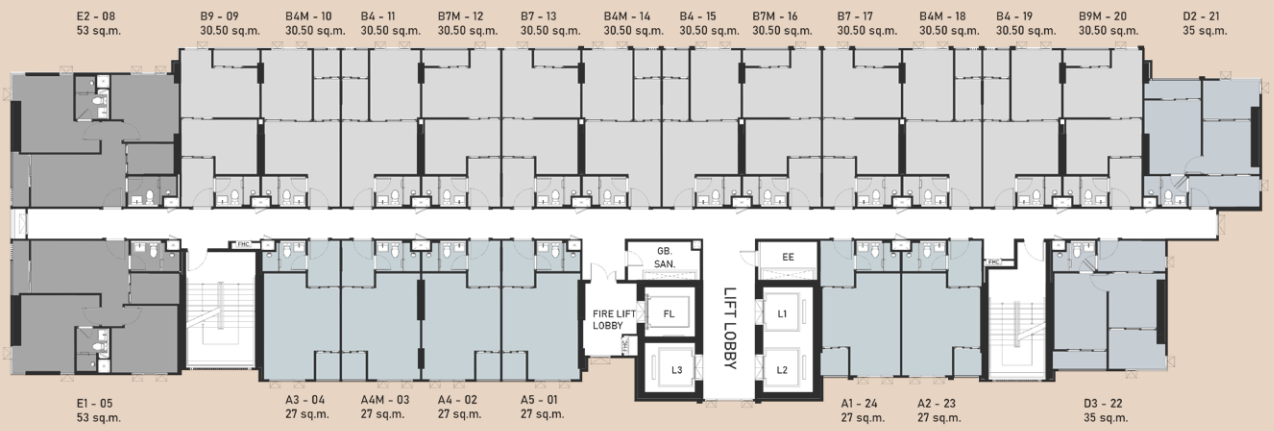 E2 - 08
53 sq.m.
B9 - 09
30.50 sq.m.
B4M - 10
30.50 sq.m.
B4 - 11
30.50 sq.m.
B7M - 12
30.50 sq.m.
B7 - 13
30.50 sq.m.
B4M - 14
30.50 sq.m.
B4 - 15
30.50 sq.m.
B7M - 16
30.50 sq.m.
B7 - 17
30.50 sq.m.
B4M - 18
30.50 sq.m.
B4 - 19
30.50 sq.m.
B9M - 20
30.50 sq.m.
D2 - 21
35 sq.m.
FHC.
GB.
SAN.
EE
FHC.
FIRE LIFT
LOBBY
FHC.
FL
L3
LIFT LOBBY
L1
L2
E1 - 05
53 sq.m.
A3 - 04
27 sq.m.
A4M - 03
27 sq.m.
A4 - 02
27 sq.m.
A5 - 01
27 sq.m.
A1 - 24
27 sq.m.
A2 - 23
27 sq.m.
D3 - 22
35 sq.m.